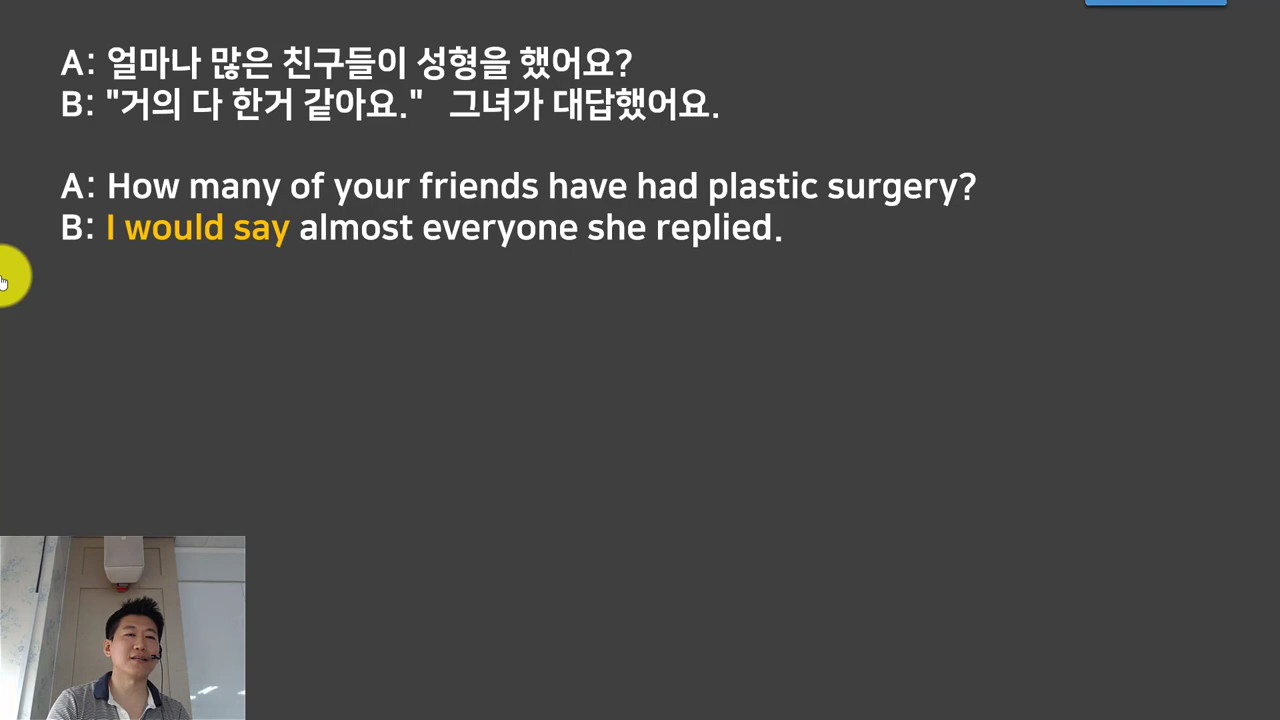 A: 얼마나 많은 친구들이 성형을 했어요?
B: "거의 다 한거 같아요." 그녀가 대답했어요.
A: How many of your friends have had plastic surgery?
B: I would say almost everyone she replied.